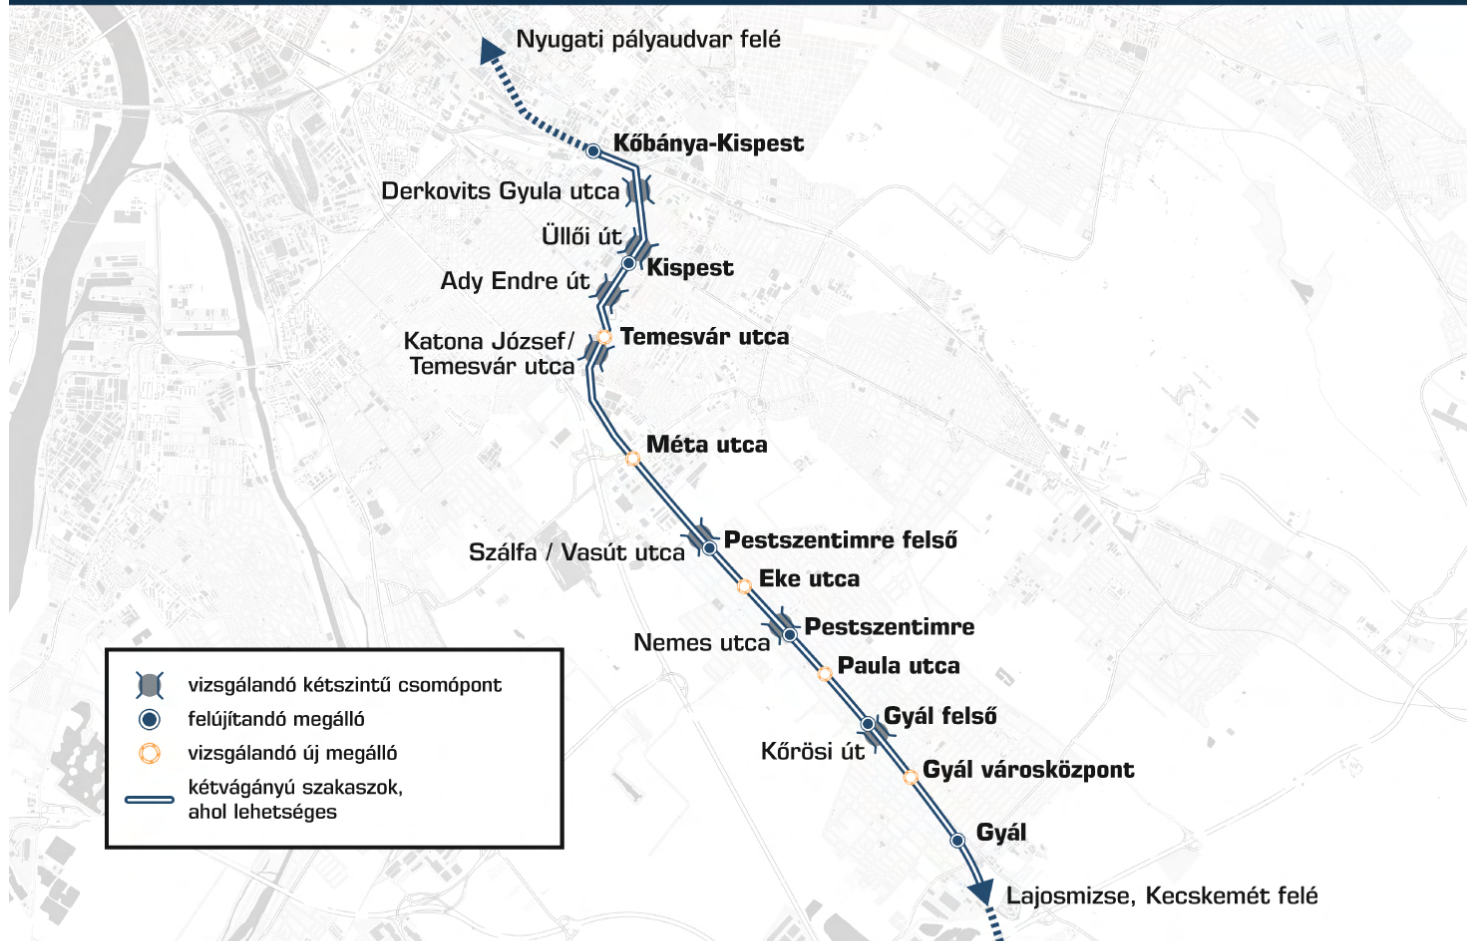 Nyugati pályaudvar felé
Kőbánya-Kispest
Derkovits Gyula utca
Üllői út
Kispest
Ady Endre út
Temesvár utca
Katona József/
Temesvár utca
Méta utca
Pestszentimre felső
Szálfa / Vasút utca
Eke utca
Pestszentimre
Nemes utca
Paula utca
Gyál felső
Kőrösi út
Gyál városközpont
Gyál
Lajosmizse, Kecskemét felé
vizsgálandó kétszintű csomópont
felújítandó megálló
vizsgálandó új megálló
kétvágányú szakaszok,
ahol lehetséges